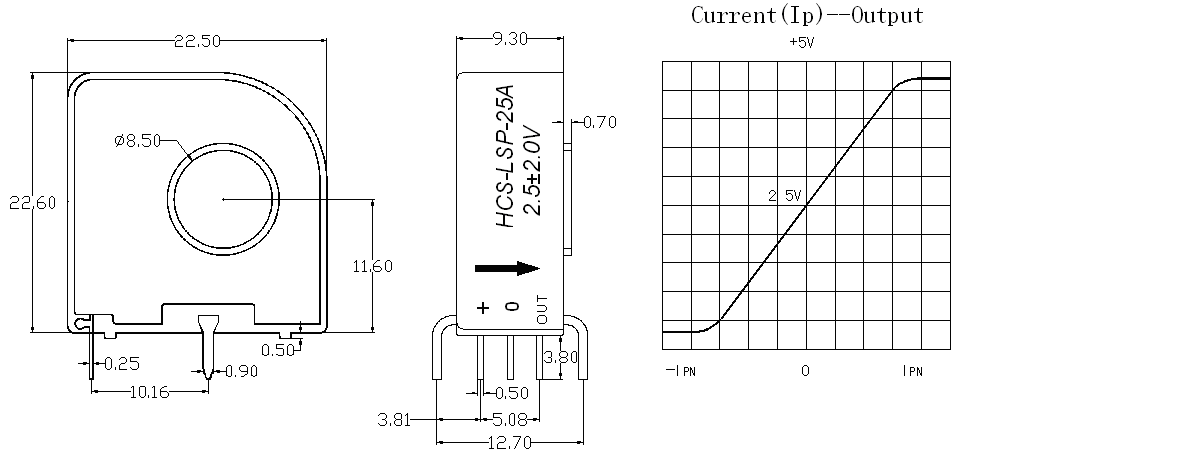 22.50
Ø8.50
22.60
11.60
0.50
0.25
0.90
10.16
9.30
0.70
HCS-LSP-25A
2.5±2.0V
+
0
OUT
3.80
0.50
3.81
5.08
12.70
Current(Ip)--Output
+5V
2 5V
-IPN
0
IPN